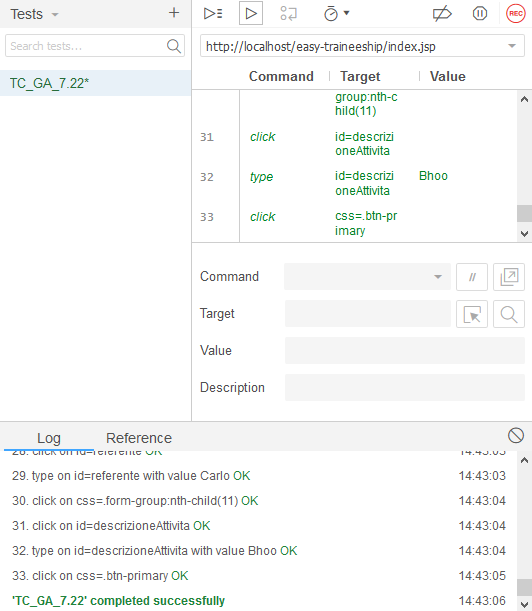 Tests
+
REC
Search tests...
http://localhost/easy-traineeship/index.jsp
Command Target Value
TC_GA_7.22*
group:nth-c
hild(11)
31 click id=descrizi
oneAttivita
32 type id=descrizi Bhoo
oneAttivita
33 click css=.btn-pr
imary
Command
//
Target
Value
Description
Log Reference
28. click on id=referente OK 14:43:03
29. type on id=referente with value Carlo OK 14:43:03
30. click on css=.form-group:nth-child(11) OK 14:43:04
31. click on id=descrizioneAttivita OK 14:43:04
32. type on id=descrizioneAttivita with value Bhoo OK 14:43:04
33. click on css=.btn-primary OK 14:43:05
'TC_GA_7.22' completed successfully 14:43:06